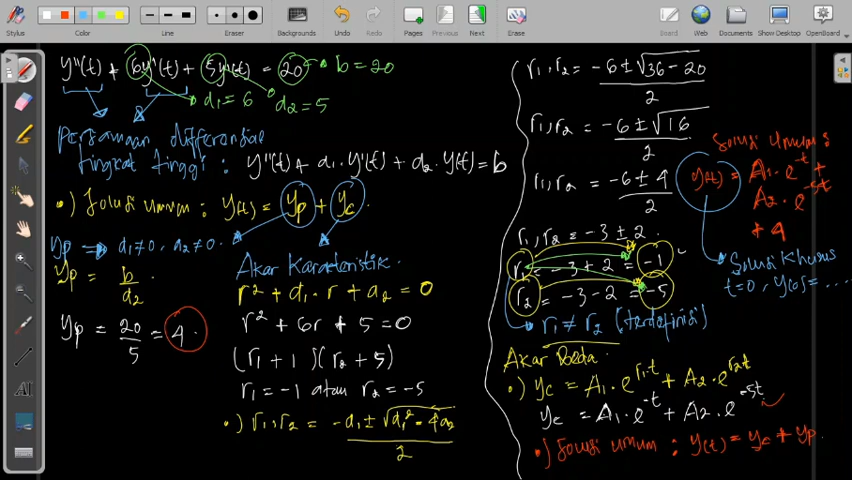 Color
Line
Board
Backgrounds
Undo
Redo
Pages
Previous
Next
Erase
Web
Documents
Show Desktop
OpenBoard
y''(t) + 6y'(t) + 5y(t) = 20 → b = 20
a1 = 6 a2 = 5
Persamaan differensial
tingkat tinggi : y''(t) + a1 . y'(t) + a2 . y(t) = b
•) Solusi umum : y(t) = yp + yc.
yp ⇒ a1 ≠ 0, a2 ≠ 0.
yp = b/a2 .
yp = 20/5 = 4.
Akar Karakteristik.
r² + a1 . r + a2 = 0
r² + 6r + 5 = 0
(r1 + 1)(r2 + 5)
r1 = -1 atau r2 = -5
•) r1, r2 = (-a1 ± √(a1² - 4a2))/2
r1, r2 = (-6 ± √(36 - 20))/2
r1, r2 = (-6 ± √16)/2
r1, r2 = (-6 ± 4)/2
r1, r2 = -3 ± 2.
r1 = -3 + 2 = -1
r2 = -3 - 2 = -5
r1 ≠ r2 (terdefinisi)
Akar Beda.
•) yc = A1 . e^r1.t + A2 . e^r2t
yc = A1 . e^-t + A2 . e^-5t
•) Solusi umum : y(t) = yc + yp.
Solusi Umum :
y(t) = A1 . e^-t +
A2 . e^-5t
+ 4
Solusi Khusus
t=0, y(0) = ....